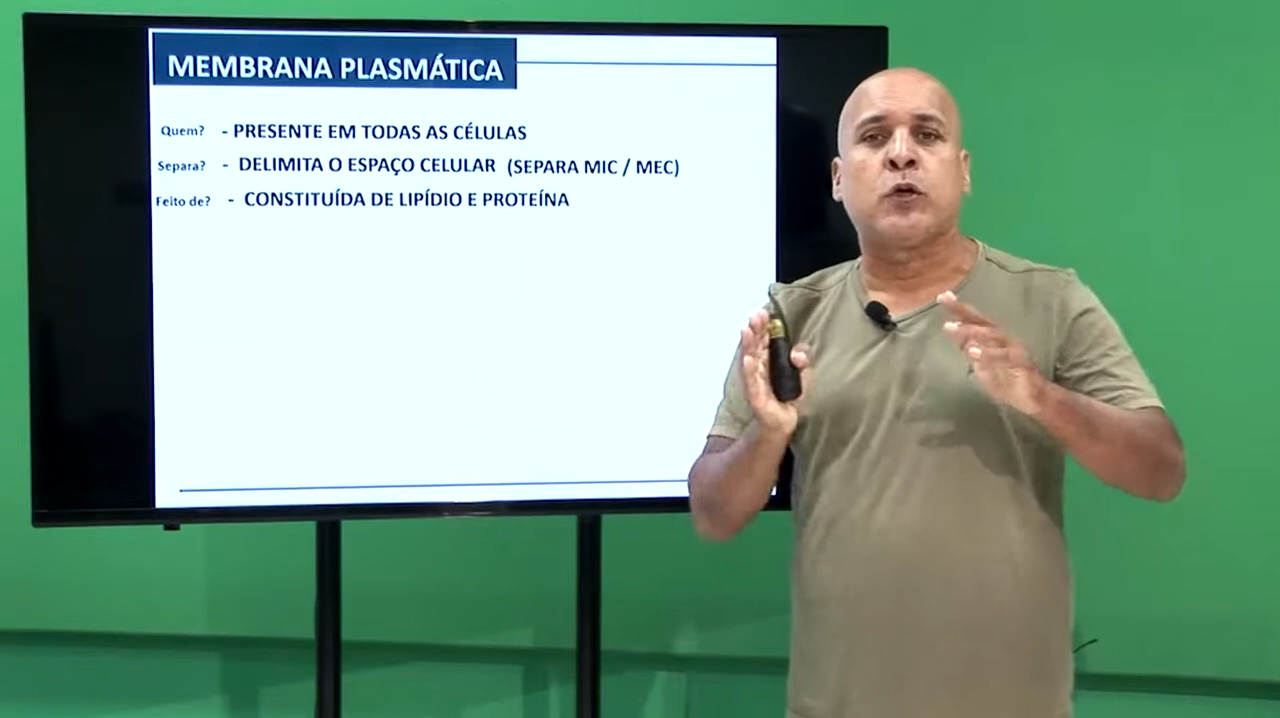 MEMBRANA PLASMÁTICA
Quem? - PRESENTE EM TODAS AS CÉLULAS
Separa? - DELIMITA O ESPAÇO CELULAR (SEPARA MIC / MEC)
Feito de? - CONSTITUÍDA DE LIPÍDIO E PROTEÍNA